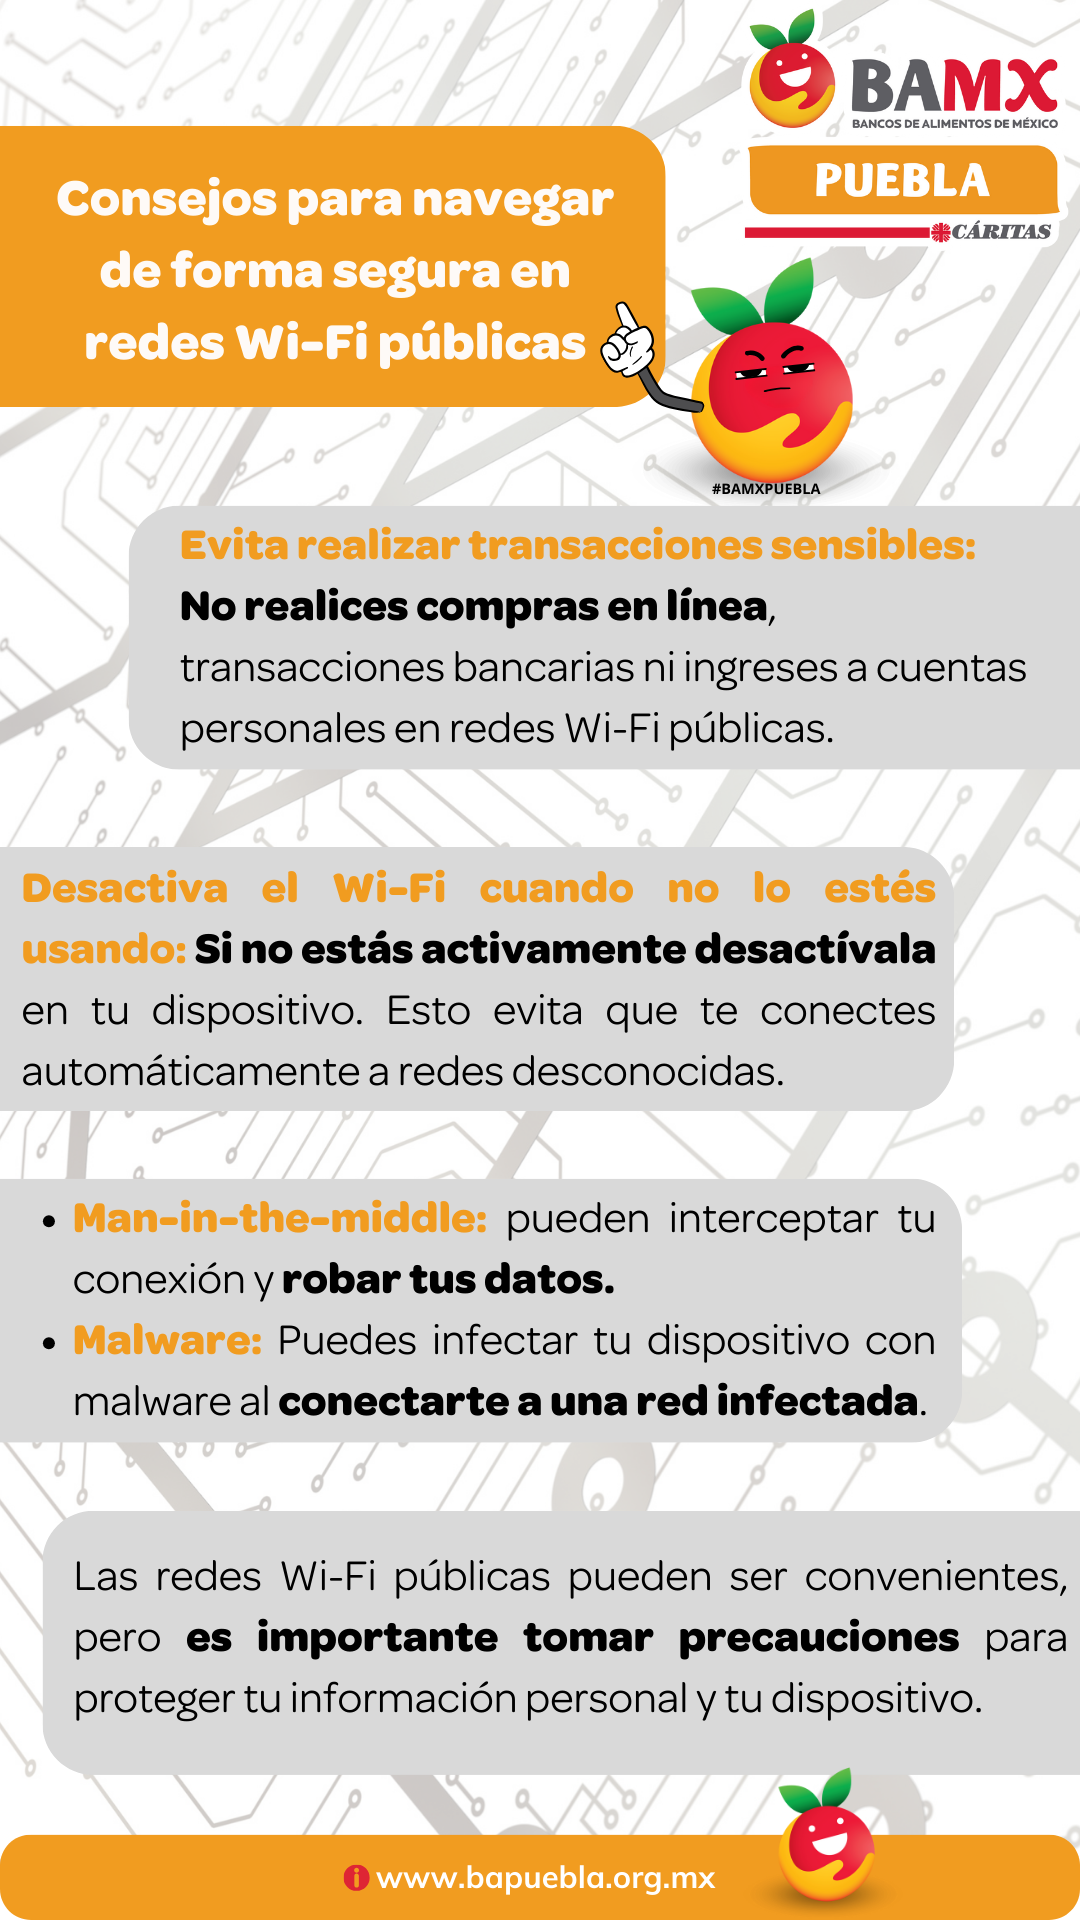 BAMX
BANCOS DE ALIMENTOS DE MÉXICO
PUEBLA
CÁRITAS
Consejos para navegar
de forma segura en
redes Wi-Fi públicas
#BAMXPUEBLA
Evita realizar transacciones sensibles:
No realices compras en línea,
transacciones bancarias ni ingreses a cuentas
personales en redes Wi-Fi públicas.
Desactiva el Wi-Fi cuando no lo estés
usando: Si no estás activamente desactívala
en tu dispositivo. Esto evita que te conectes
automáticamente a redes desconocidas.
• Man-in-the-middle: pueden interceptar tu
conexión y robar tus datos.
• Malware: Puedes infectar tu dispositivo con
malware al conectarte a una red infectada.
Las redes Wi-Fi públicas pueden ser convenientes,
pero es importante tomar precauciones para
proteger tu información personal y tu dispositivo.
www.bapuebla.org.mx